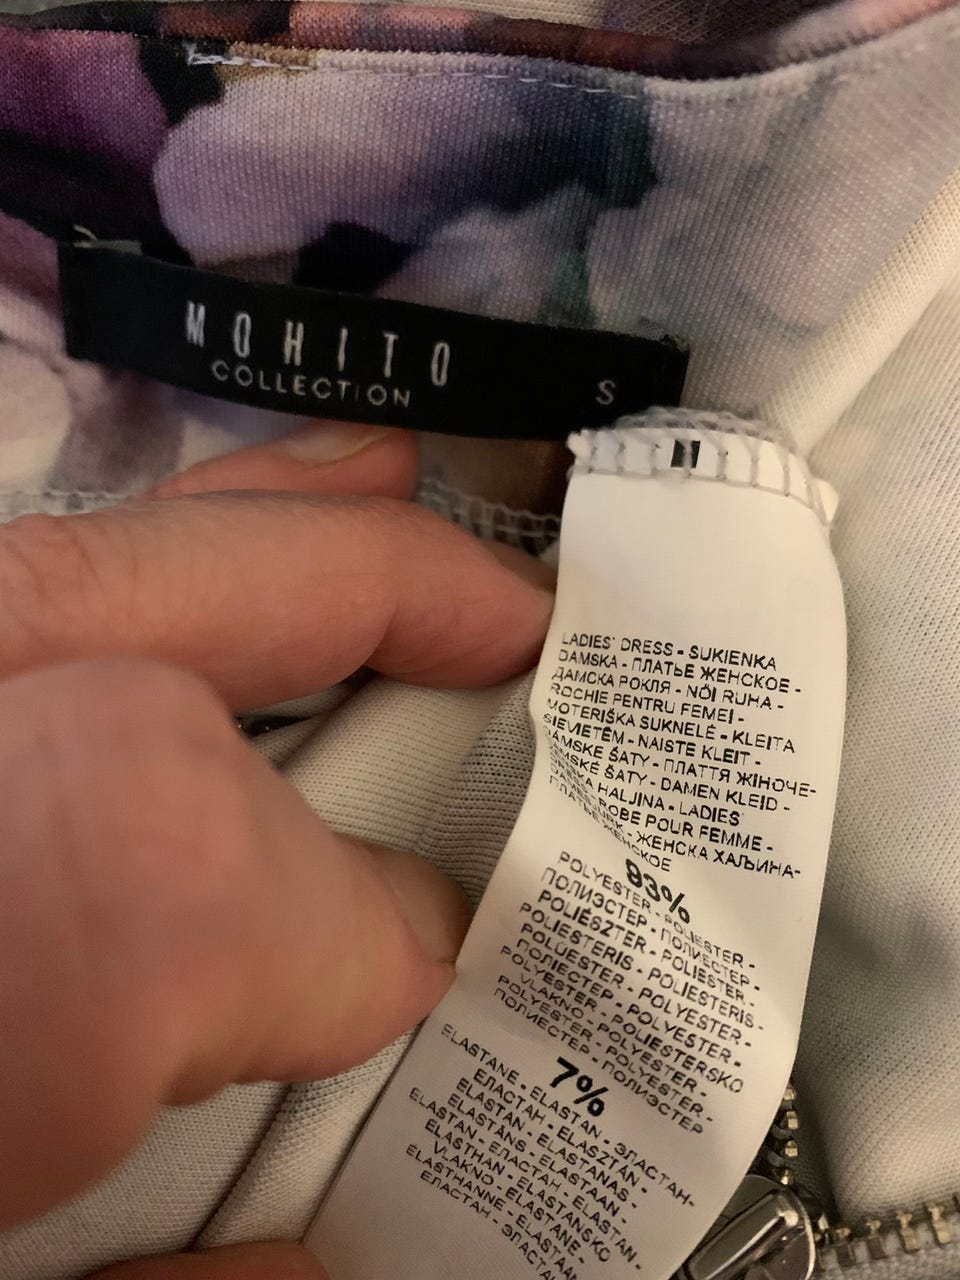 MOHITO
COLLECTION
S
LADIES' DRESS - SUKIENKA
DAMSKA - ПЛАТЬЕ ЖЕНСКОЕ -
ДАМСКА РОКЛЯ - NŐI RUHA -
ROCHIE PENTRU FEMEI -
MOTERIŠKA SUKNELĖ - KLEITA
SIEVIETĒM - NAISTE KLEIT -
DÁMSKE ŠATY - ПЛАТТЯ ЖІНОЧЕ-
DÁMSKÉ ŠATY - DAMEN KLEID -
HALJINA - LADIES'
ROBE POUR FEMME -
- ЖЕНСКА ХАЉИНА-
ЖЕНСКОЕ
93%
POLYESTER - POLIESTER -
ПОЛИЭСТЕР - ПОЛИЕСТЕР -
POLIÉSZTER - POLIESTER -
POLIESTERIS - POLIESTERIS-
POLÜESTER - POLYESTER-
ПОЛІЕСТЕР - POLYESTER -
POLYESTER - POLIESTERSKO
VLAKNO - POLYESTER -
POLYESTER - POLYESTER-
ПОЛИЕСТЕР - ПОЛИЭСТЕР
7%
ELASTANE - ELASTAN - ЭЛАСТАН-
ЕЛАСТАН - ELASZTÁN -
ELASTAN - ELASTANAS -
ELASTĀNS - ELASTAAN -
ELASTAN - ЕЛАСТАН - ELASTAN
ELASTHAN - ELASTANSKO
VLAKNO - ELASTAN -
ELASTHANNE - ELASTAAN
ЕЛАСТАН - ЭЛАСТАН